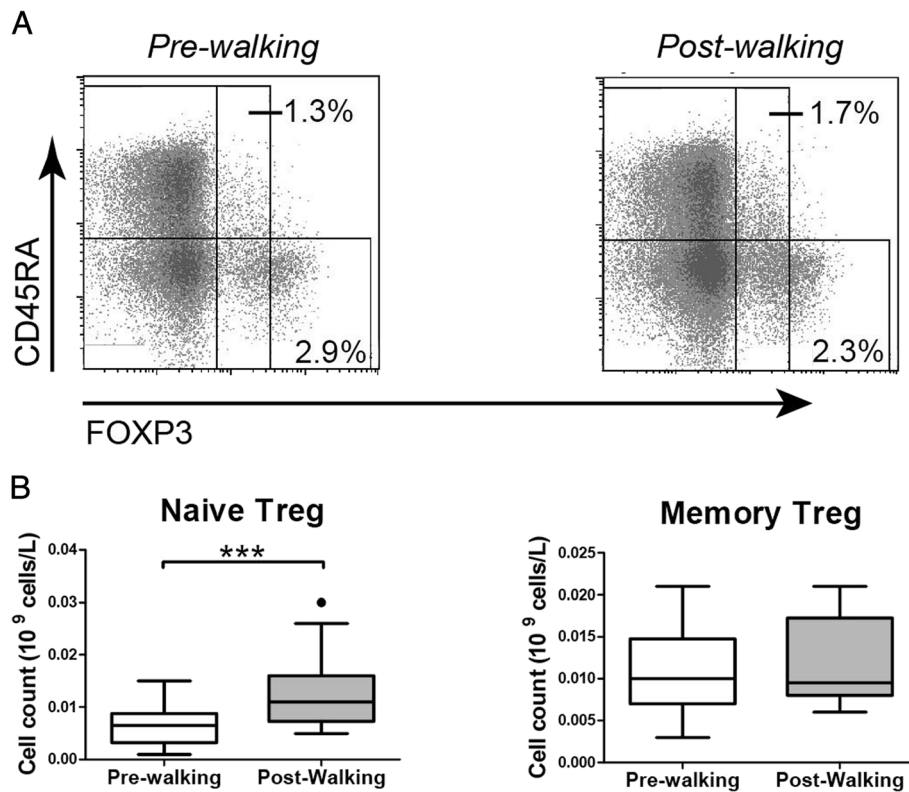 A
Pre-walking
Post-walking
1.3%
1.7%
CD45RA
2.9%
2.3%
FOXP3
B
Naive Treg
Memory Treg
***
Cell count (10 9 cells/L)
0.04
0.03
0.02
0.01
0.00
Pre-walking
Post-Walking
Cell count (10 9 cells/L)
0.025
0.020
0.015
0.010
0.005
0.000
Pre-walking
Post-Walking